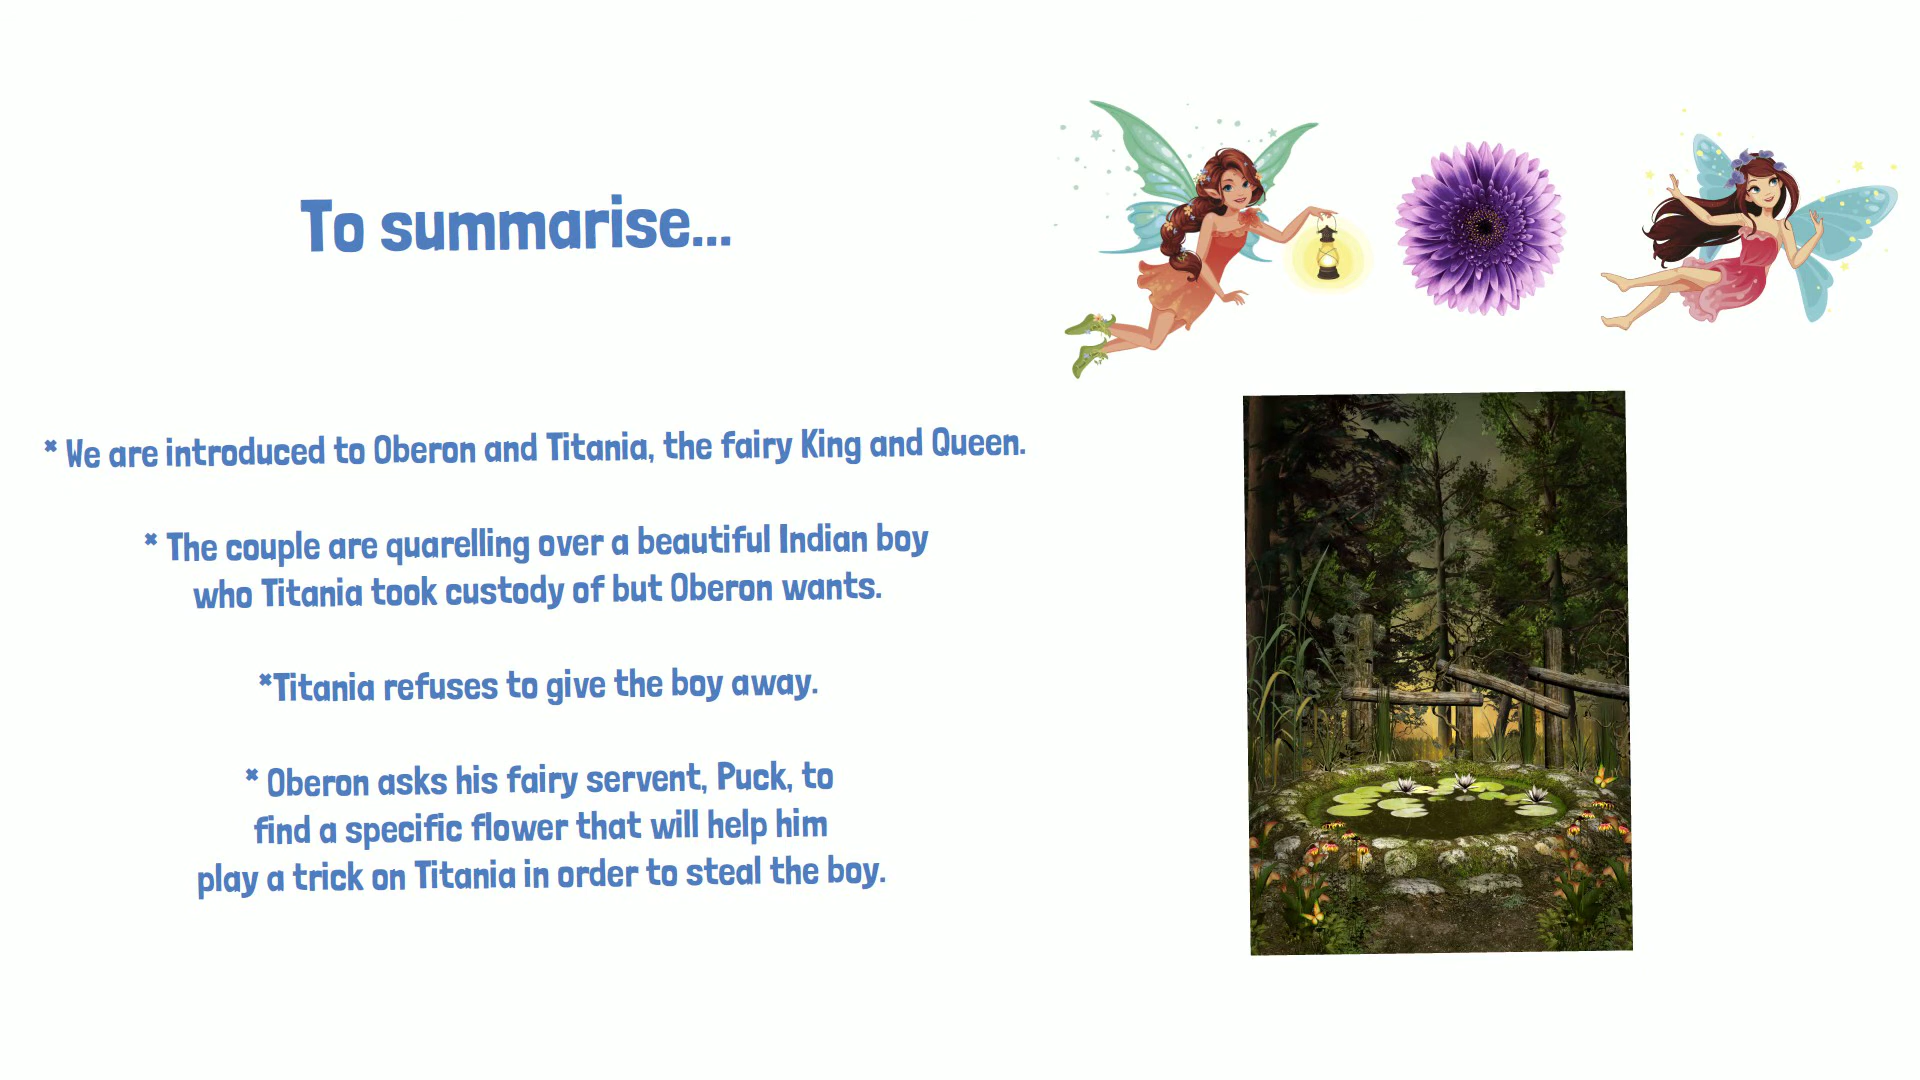 To summarise...
* We are introduced to Oberon and Titania, the fairy King and Queen.
* The couple are quarelling over a beautiful Indian boy
who Titania took custody of but Oberon wants.
*Titania refuses to give the boy away.
* Oberon asks his fairy servent, Puck, to
find a specific flower that will help him
play a trick on Titania in order to steal the boy.